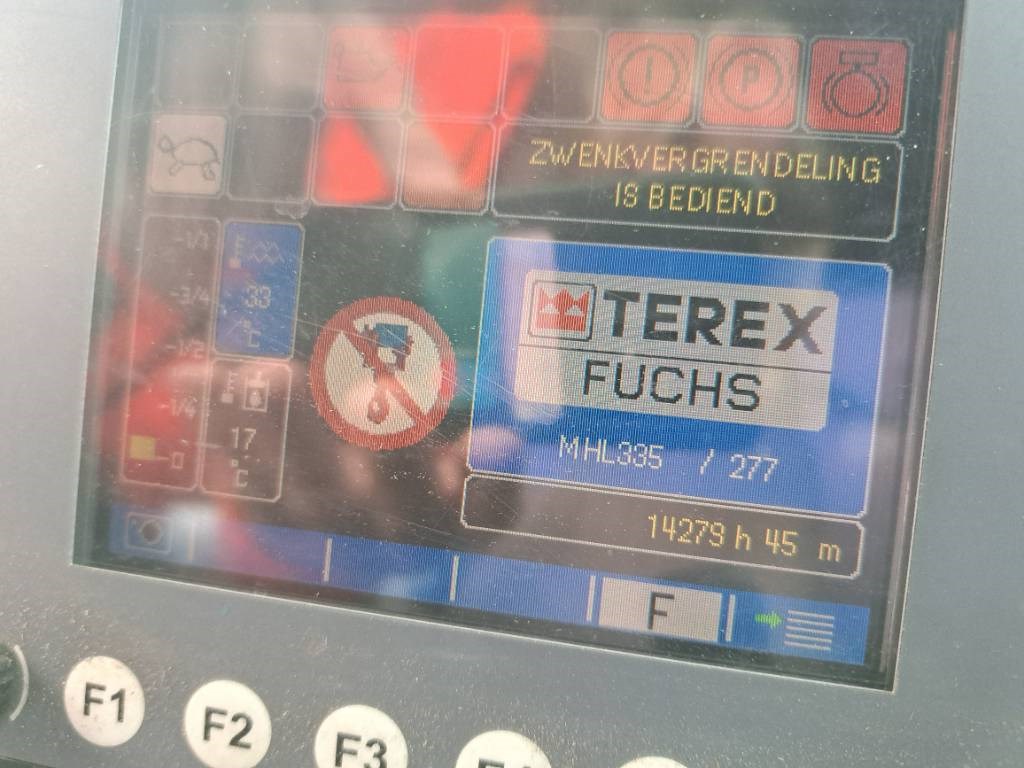 P
ZWENKVERGRENDELING
IS BEDIEND
-1/1
-3/4
-1/2
-1/4
0
33
°C
17
°C
TEREX
FUCHS
MHL335 / 277
14279 h 45 m
F
F1
F2
F3